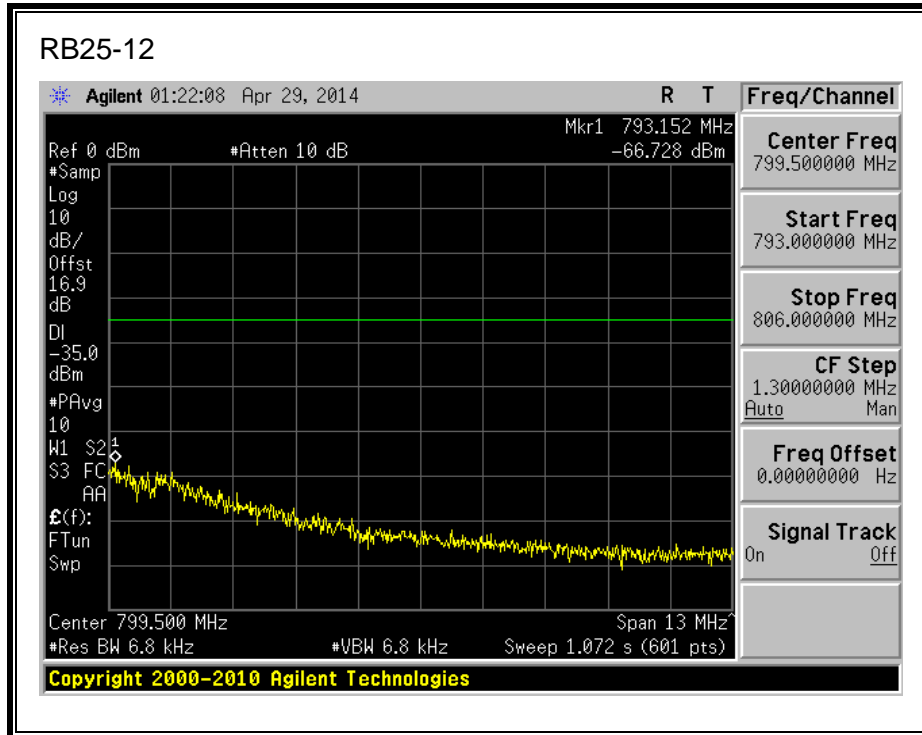 RB25-12
Agilent 01:22:08 Apr 29, 2014 R T
Mkr1 793.152 MHz
Ref 0 dBm #Atten 10 dB -66.728 dBm
#Samp
Log
10
dB/
Offst
16.9
dB
DI
-35.0
dBm
#PAvg
10
W1 S2
S3 FC
AA
£(f):
FTun
Swp
1
Center 799.500 MHz Span 13 MHz^
#Res BW 6.8 kHz #VBW 6.8 kHz Sweep 1.072 s (601 pts)
Copyright 2000-2010 Agilent Technologies
Freq/Channel
Center Freq
799.500000 MHz
Start Freq
793.000000 MHz
Stop Freq
806.000000 MHz
CF Step
1.30000000 MHz
Auto Man
Freq Offset
0.00000000 Hz
Signal Track
On Off